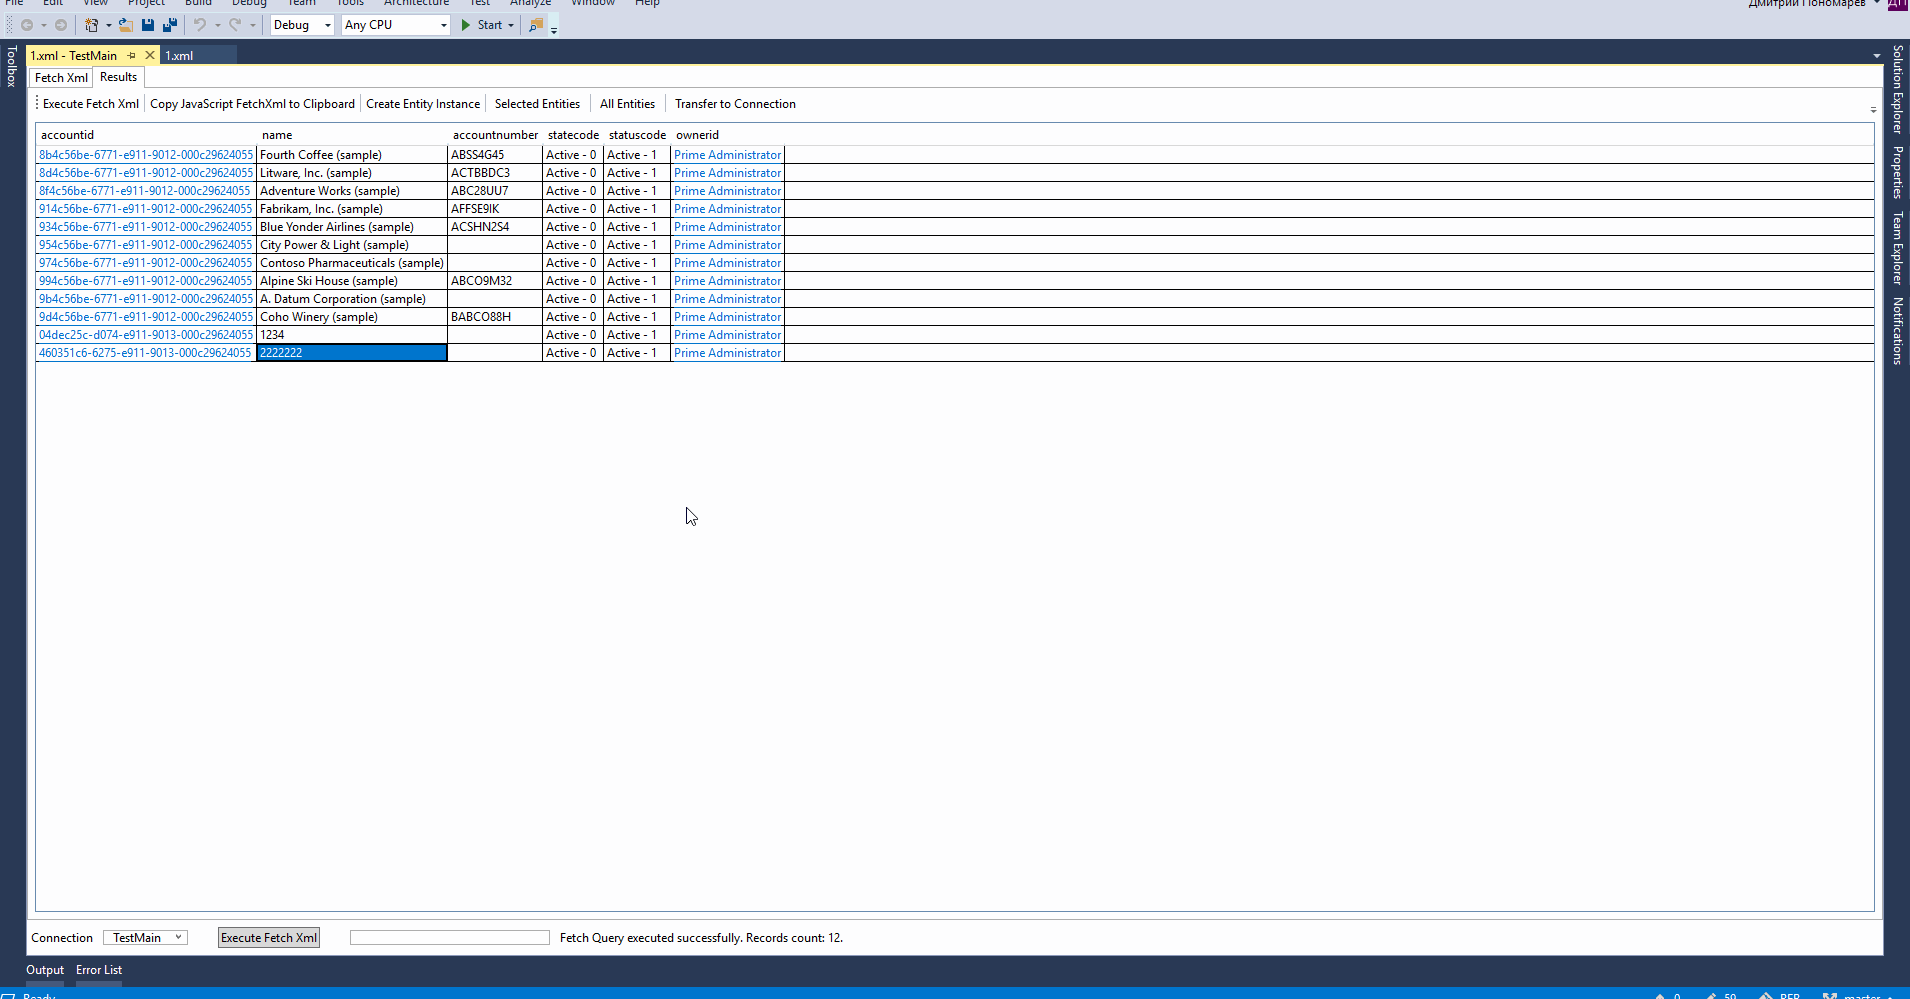 File Edit View Project Build Debug Team Tools Architecture Test Analyze Window Help Дмитрий Пономарев ДП
Debug Any CPU Start
Toolbox
1.xml - TestMain 1.xml
Fetch Xml Results
Execute Fetch Xml Copy JavaScript FetchXml to Clipboard Create Entity Instance Selected Entities All Entities Transfer to Connection
accountid name accountnumber statecode statuscode ownerid
8b4c56be-6771-e911-9012-000c29624055 Fourth Coffee (sample) ABSS4G45 Active - 0 Active - 1 Prime Administrator
8d4c56be-6771-e911-9012-000c29624055 Litware, Inc. (sample) ACTBBDC3 Active - 0 Active - 1 Prime Administrator
8f4c56be-6771-e911-9012-000c29624055 Adventure Works (sample) ABC28UU7 Active - 0 Active - 1 Prime Administrator
914c56be-6771-e911-9012-000c29624055 Fabrikam, Inc. (sample) AFFSE9IK Active - 0 Active - 1 Prime Administrator
934c56be-6771-e911-9012-000c29624055 Blue Yonder Airlines (sample) ACSHN2S4 Active - 0 Active - 1 Prime Administrator
954c56be-6771-e911-9012-000c29624055 City Power & Light (sample) Active - 0 Active - 1 Prime Administrator
974c56be-6771-e911-9012-000c29624055 Contoso Pharmaceuticals (sample) Active - 0 Active - 1 Prime Administrator
994c56be-6771-e911-9012-000c29624055 Alpine Ski House (sample) ABCO9M32 Active - 0 Active - 1 Prime Administrator
9b4c56be-6771-e911-9012-000c29624055 A. Datum Corporation (sample) Active - 0 Active - 1 Prime Administrator
9d4c56be-6771-e911-9012-000c29624055 Coho Winery (sample) BABCO88H Active - 0 Active - 1 Prime Administrator
04dec25c-d074-e911-9013-000c29624055 1234 Active - 0 Active - 1 Prime Administrator
460351c6-6275-e911-9013-000c29624055 2222222 Active - 0 Active - 1 Prime Administrator
Solution Explorer
Properties
Team Explorer
Notifications
Connection TestMain Execute Fetch Xml Fetch Query executed successfully. Records count: 12.
Output Error List
Ready 0 59 master